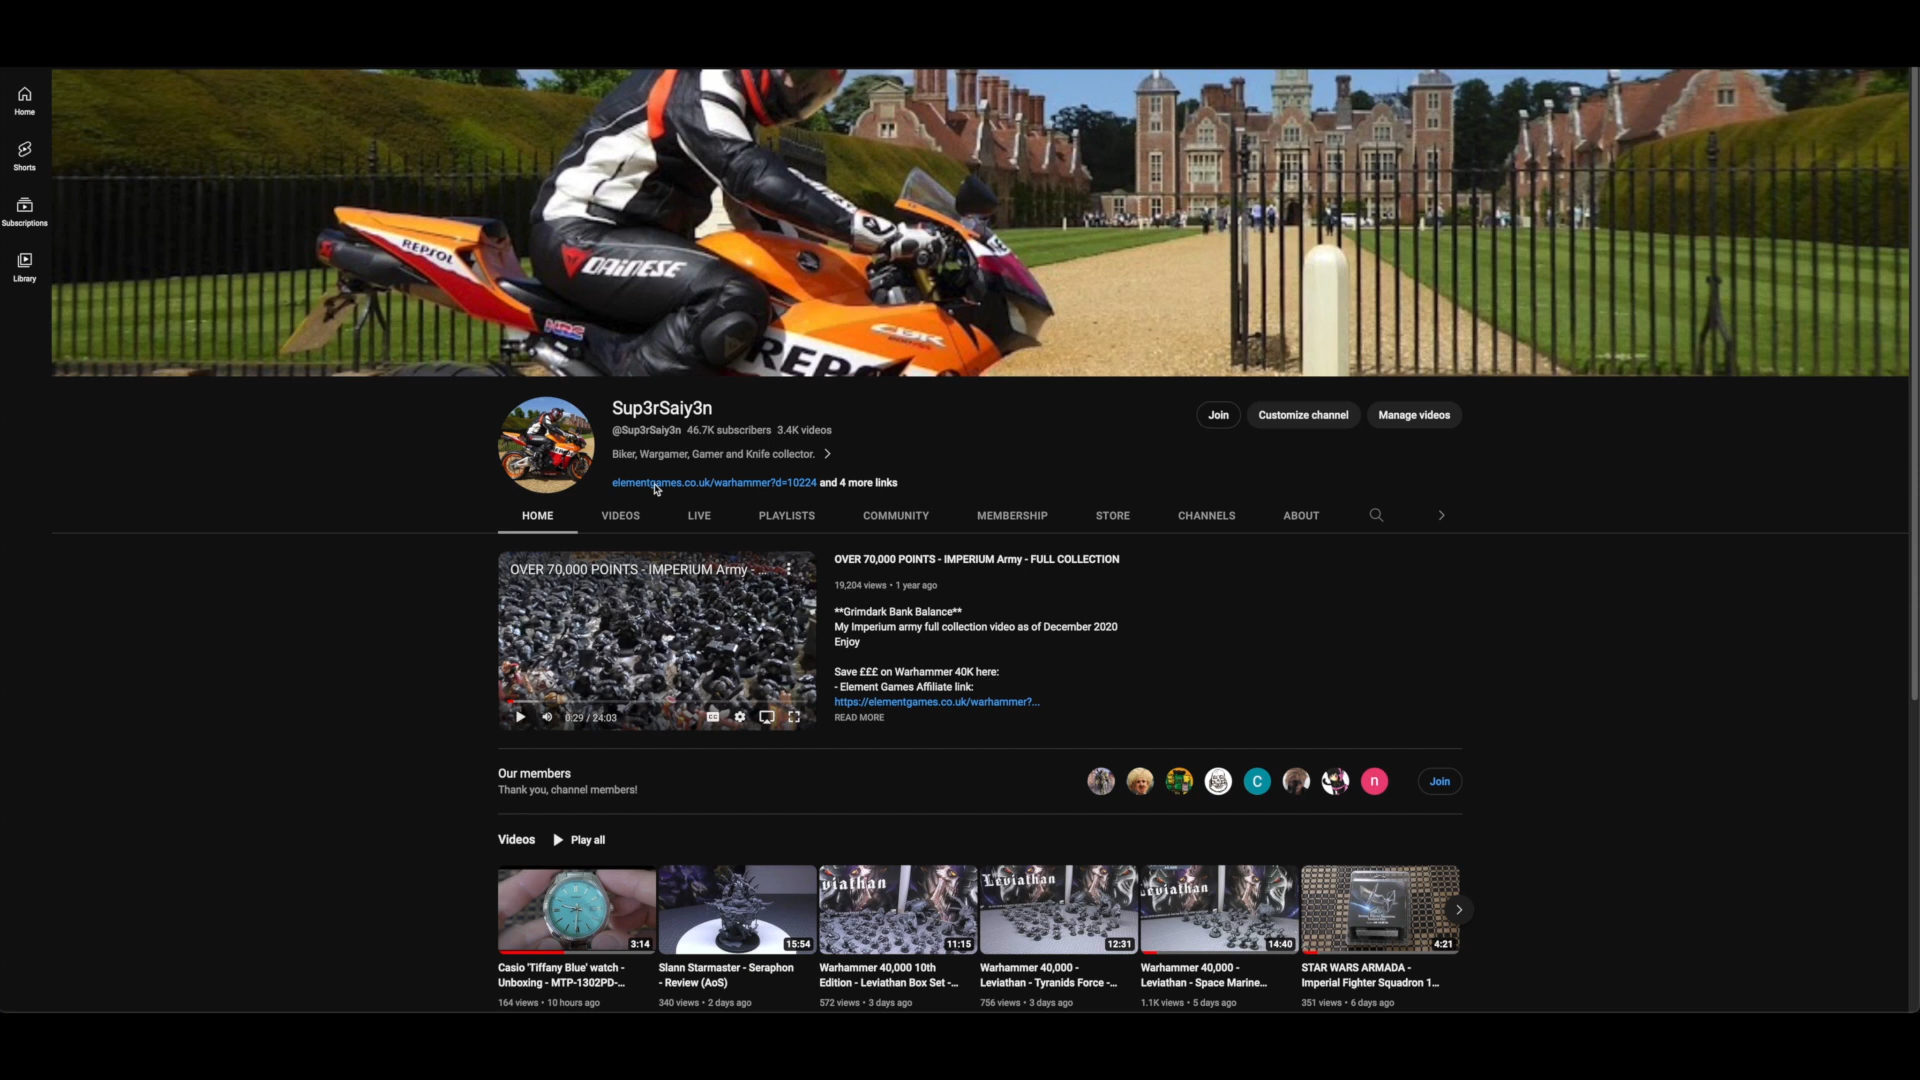 Home
Shorts
Subscriptions
Library
REPSOL
DAINESE
HRC
CBR
REPS
Sup3rSaiy3n
@Sup3rSaiy3n 46.7K subscribers 3.4K videos
Biker, Wargamer, Gamer and Knife collector.
elementgames.co.uk/warhammer?d=10224 and 4 more links
Join
Customize channel
Manage videos
HOME VIDEOS LIVE PLAYLISTS COMMUNITY MEMBERSHIP STORE CHANNELS ABOUT
OVER 70,000 POINTS - IMPERIUM Army - ...
0:29 / 24:03
CC
OVER 70,000 POINTS - IMPERIUM Army - FULL COLLECTION
19,204 views • 1 year ago
**Grimdark Bank Balance**
My Imperium army full collection video as of December 2020
Enjoy
Save £££ on Warhammer 40K here:
- Element Games Affiliate link:
https://elementgames.co.uk/warhammer?...
READ MORE
Our members
Thank you, channel members!
C
n
Join
Videos
Play all
3:14
Casio 'Tiffany Blue' watch -
Unboxing - MTP-1302PD-...
164 views • 10 hours ago
15:54
Slann Starmaster - Seraphon
- Review (AoS)
340 views • 2 days ago
viathan
11:15
Warhammer 40,000 10th
Edition - Leviathan Box Set -...
572 views • 3 days ago
Leviathan
12:31
Warhammer 40,000 -
Leviathan - Tyranids Force -...
756 views • 3 days ago
eviathan
14:40
Warhammer 40,000 -
Leviathan - Space Marine...
1.1K views • 5 days ago
4:21
STAR WARS ARMADA -
Imperial Fighter Squadron 1...
351 views • 6 days ago